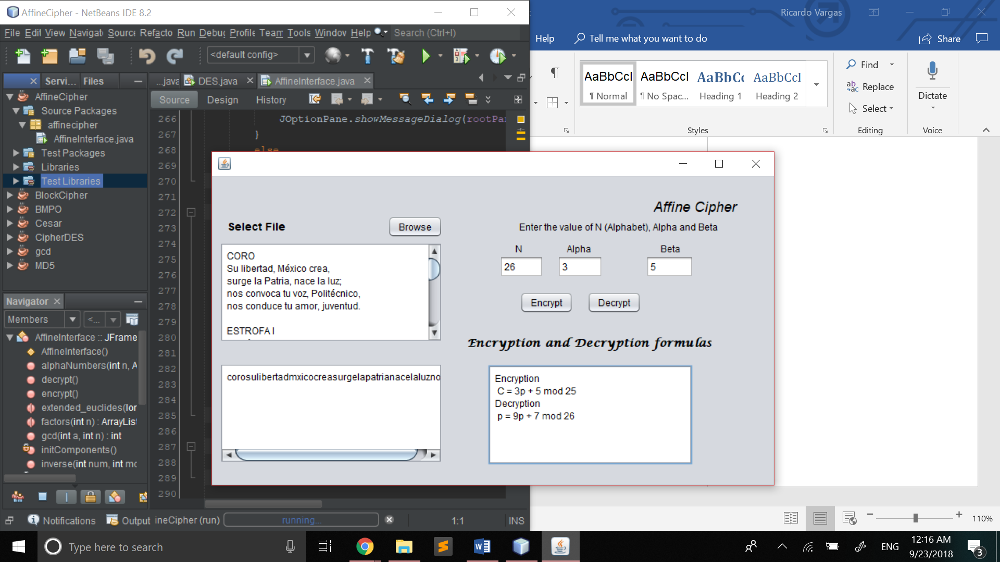 AffineCipher - NetBeans IDE 8.2
File Edit View Navigat Source Refacto Run Debug Profile Team Tools Window Help
Search (Ctrl+I)
<default config>
Servi... Files
...java DES.java AffineInterface.java
Source Design History
AffineCipher
Source Packages
affinecipher
AffineInterface.java
Test Packages
Libraries
Test Libraries
BlockCipher
BMPO
Cesar
CipherDES
gcd
MD5
Navigator
Members <...
AffineInterface :: JFrame
AffineInterface()
alphaNumbers(int n, A
decrypt()
encrypt()
extended_euclides(lor
factors(int n) : ArrayLis
gcd(int a, int n) : int
initComponents()
inverse(int num, int mo
266 JOptionPane.showMessageDialog(rootPa
267 }
268 else
269
270
271
272
273
274
275
276
277
278
279
280
281
282
283
284
285
286
287
288
289
290
Notifications Output ineCipher (run) running... 1:1 INS
Ricardo Vargas
Help Tell me what you want to do Share
AaBbCcI AaBbCcI AaBbCc AaBbCcI
¶ Normal ¶ No Spac... Heading 1 Heading 2
Styles
Find
Replace
Select
Editing
Dictate
Voice
Affine Cipher
Select File
Browse
Enter the value of N (Alphabet), Alpha and Beta
N Alpha Beta
26 3 5
Encrypt Decrypt
CORO
Su libertad, México crea,
surge la Patria, nace la luz;
nos convoca tu voz, Politécnico,
nos conduce tu amor, juventud.
ESTROFA I
Encryption and Decryption formulas
corosulibertadmxicocreasurgelapatrianacelaluzno
Encryption
C = 3p + 5 mod 25
Decryption
p = 9p + 7 mod 26
110%
Type here to search
ENG
12:16 AM
9/23/2018
3